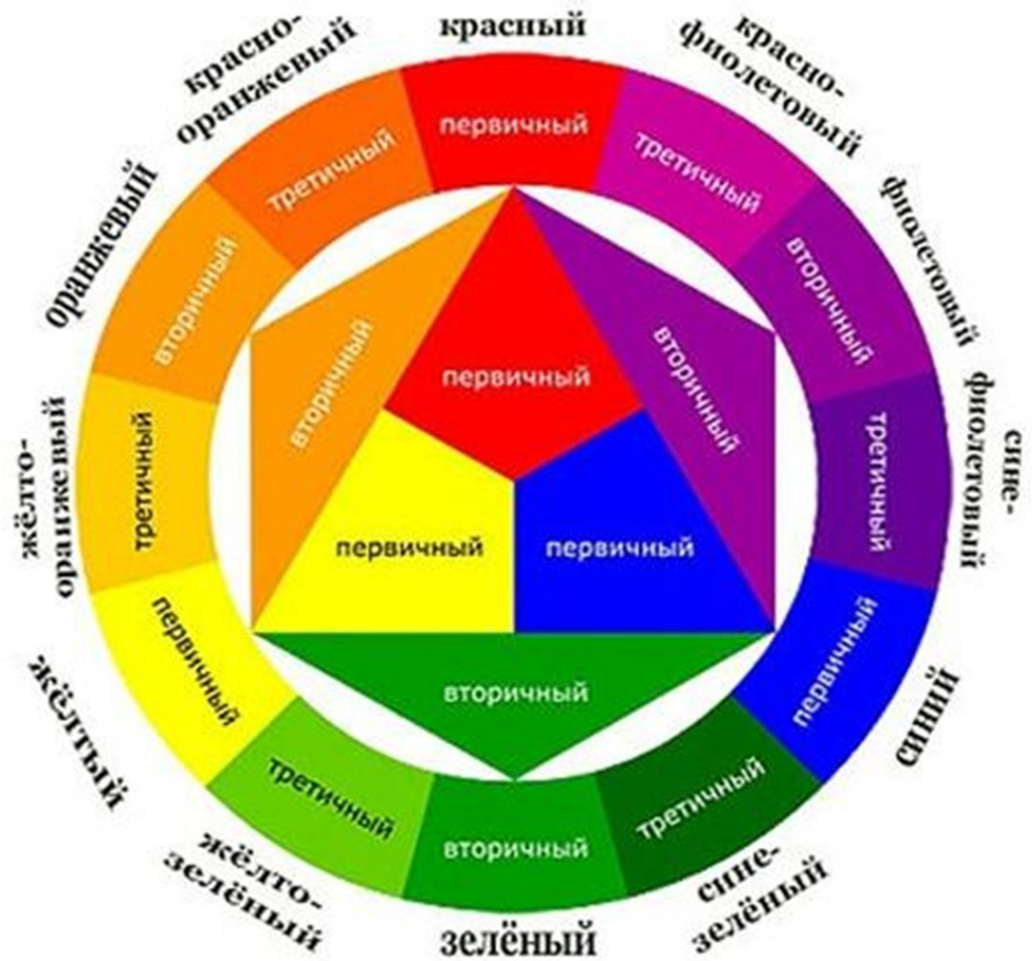 красный
красно-
фиолетовый
фиолетовый
сине-
фиолетовый
синий
сине-
зелёный
зелёный
жёлто-
зелёный
жёлтый
жёлто-
оранжевый
оранжевый
красно-
оранжевый
первичный
третичный
вторичный
третичный
первичный
третичный
вторичный
третичный
первичный
третичный
вторичный
третичный
первичный
вторичный
вторичный
первичный
первичный
вторичный